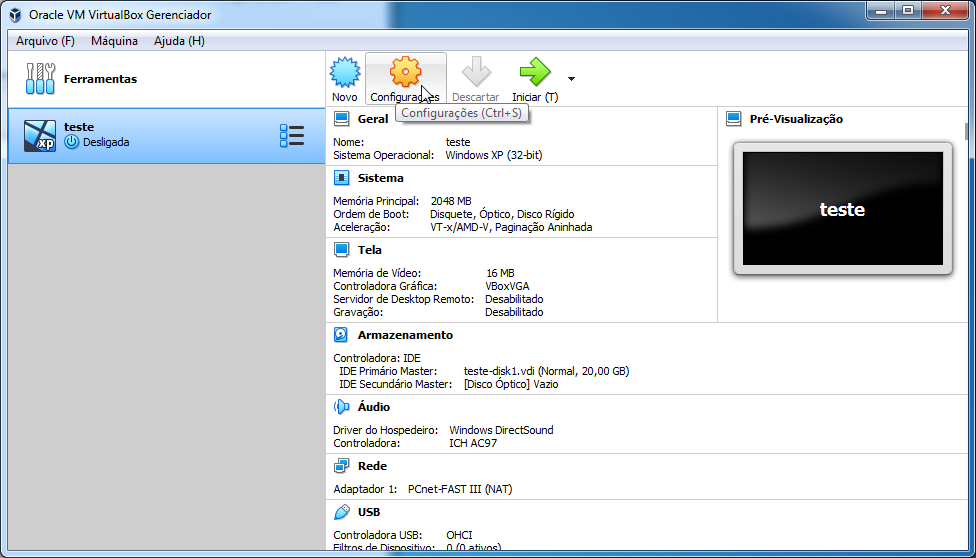 Oracle VM VirtualBox Gerenciador
Arquivo (F) Máquina Ajuda (H)
Ferramentas
teste
Desligada
xp
Novo Configurações Descartar Iniciar (T)
Configurações (Ctrl+S)
Geral
Nome: teste
Sistema Operacional: Windows XP (32-bit)
Sistema
Memória Principal: 2048 MB
Ordem de Boot: Disquete, Óptico, Disco Rígido
Aceleração: VT-x/AMD-V, Paginação Aninhada
Tela
Memória de Vídeo: 16 MB
Controladora Gráfica: VBoxVGA
Servidor de Desktop Remoto: Desabilitado
Gravação: Desabilitado
Armazenamento
Controladora: IDE
IDE Primário Master: teste-disk1.vdi (Normal, 20,00 GB)
IDE Secundário Master: [Disco Óptico] Vazio
Áudio
Driver do Hospedeiro: Windows DirectSound
Controladora: ICH AC97
Rede
Adaptador 1: PCnet-FAST III (NAT)
USB
Controladora USB: OHCI
Filtros de Dispositivo: 0 (0 ativos)
Pré-Visualização
teste